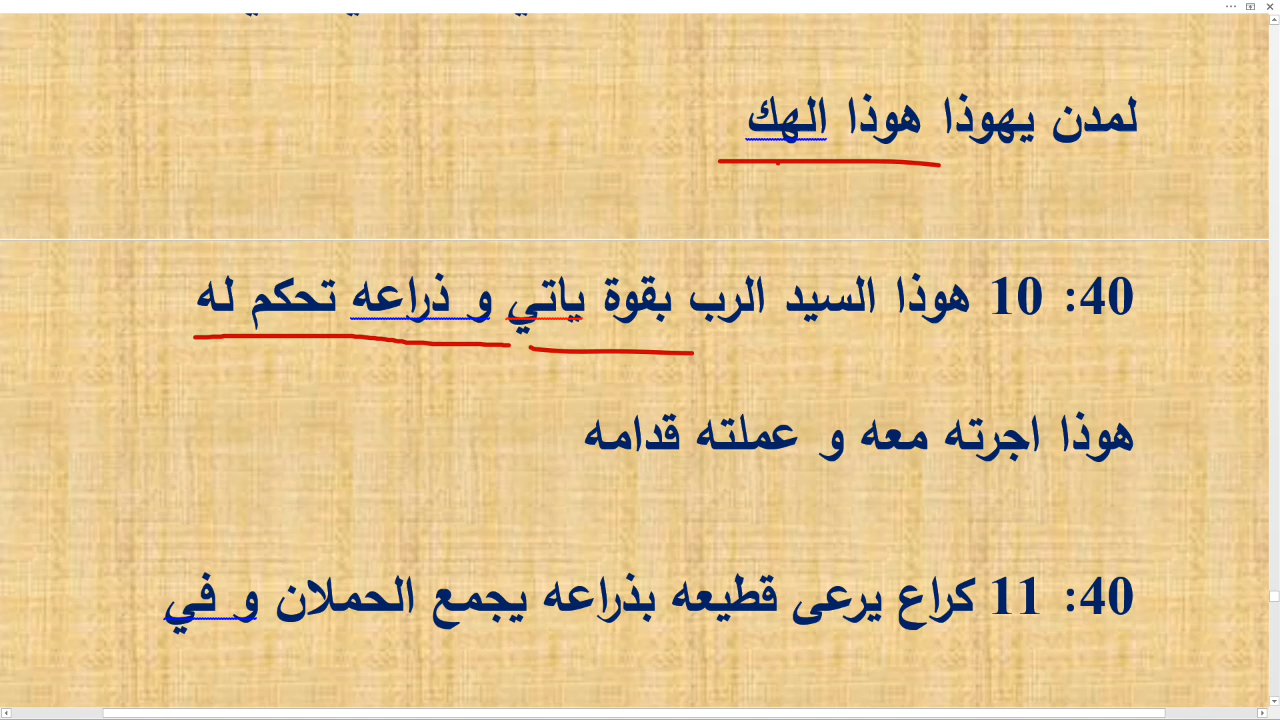 لمدن يهوذا هوذا الهك
40: 10 هوذا السيد الرب بقوة ياتي و ذراعه تحكم له
هوذا اجرته معه و عملته قدامه
40: 11 كراع يرعى قطيعه بذراعه يجمع الحملان و في